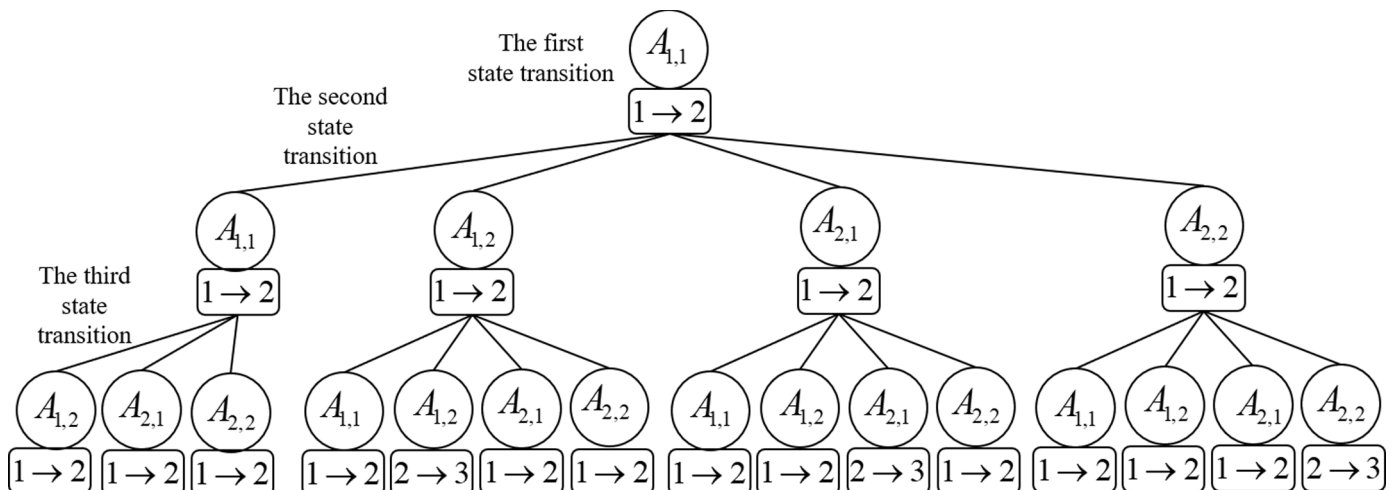 The first
state transition
A1,1
1 → 2
The second
state
transition
A1,1
A1,2
A2,1
A2,2
1 → 2
1 → 2
1 → 2
1 → 2
The third
state
transition
A1,2
A2,1
A2,2
A1,1
A1,2
A2,1
A2,2
A1,1
A1,2
A2,1
A2,2
A1,1
A1,2
A2,1
A2,2
1 → 2
1 → 2
1 → 2
1 → 2
2 → 3
1 → 2
1 → 2
1 → 2
1 → 2
2 → 3
1 → 2
1 → 2
1 → 2
1 → 2
2 → 3